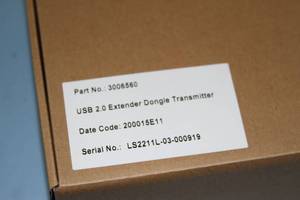 Part No.: 3006560
USB 2.0 Extender Dongle Transmitter
Date Code: 200015E11
Serial No.: LS2211L-03-000919